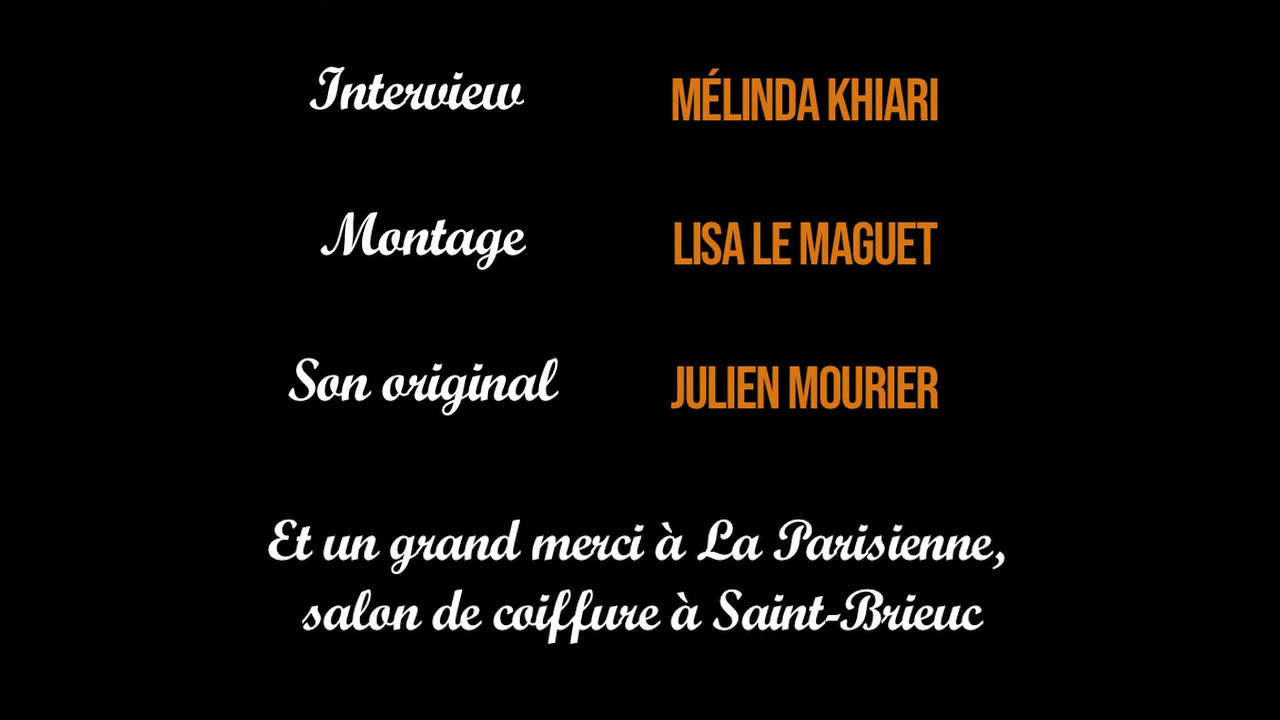 Interview MÉLINDA KHIARI
Montage LISA LE MAGUET
Son original JULIEN MOURIER
Et un grand merci à La Parisienne,
salon de coiffure à Saint-Brieuc